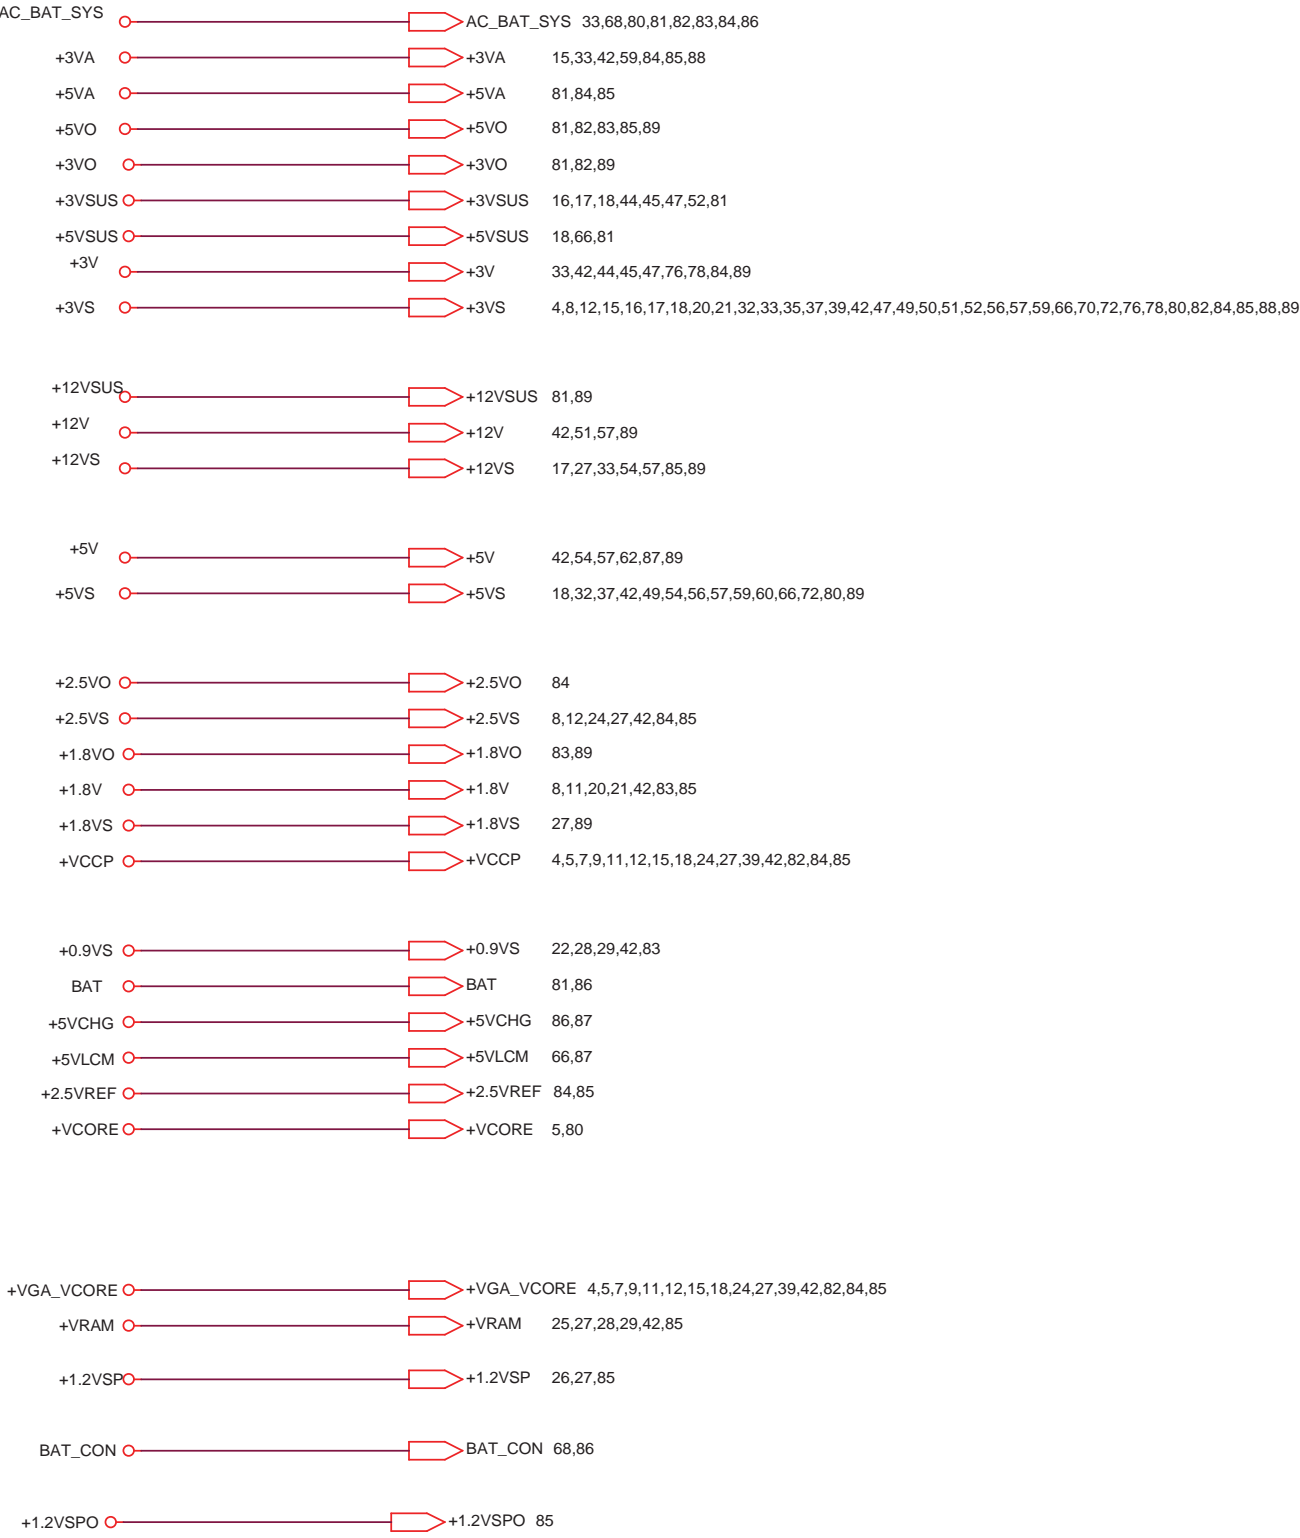 AC_BAT_SYS AC_BAT_SYS 33,68,80,81,82,83,84,86
+3VA +3VA 15,33,42,59,84,85,88
+5VA +5VA 81,84,85
+5VO +5VO 81,82,83,85,89
+3VO +3VO 81,82,89
+3VSUS +3VSUS 16,17,18,44,45,47,52,81
+5VSUS +5VSUS 18,66,81
+3V +3V 33,42,44,45,47,76,78,84,89
+3VS +3VS 4,8,12,15,16,17,18,20,21,32,33,35,37,39,42,47,49,50,51,52,56,57,59,66,70,72,76,78,80,82,84,85,88,89
+12VSUS +12VSUS 81,89
+12V +12V 42,51,57,89
+12VS +12VS 17,27,33,54,57,85,89
+5V +5V 42,54,57,62,87,89
+5VS +5VS 18,32,37,42,49,54,56,57,59,60,66,72,80,89
+2.5VO +2.5VO 84
+2.5VS +2.5VS 8,12,24,27,42,84,85
+1.8VO +1.8VO 83,89
+1.8V +1.8V 8,11,20,21,42,83,85
+1.8VS +1.8VS 27,89
+VCCP +VCCP 4,5,7,9,11,12,15,18,24,27,39,42,82,84,85
+0.9VS +0.9VS 22,28,29,42,83
BAT BAT 81,86
+5VCHG +5VCHG 86,87
+5VLCM +5VLCM 66,87
+2.5VREF +2.5VREF 84,85
+VCORE +VCORE 5,80
+VGA_VCORE +VGA_VCORE 4,5,7,9,11,12,15,18,24,27,39,42,82,84,85
+VRAM +VRAM 25,27,28,29,42,85
+1.2VSP +1.2VSP 26,27,85
BAT_CON BAT_CON 68,86
+1.2VSPO +1.2VSPO 85